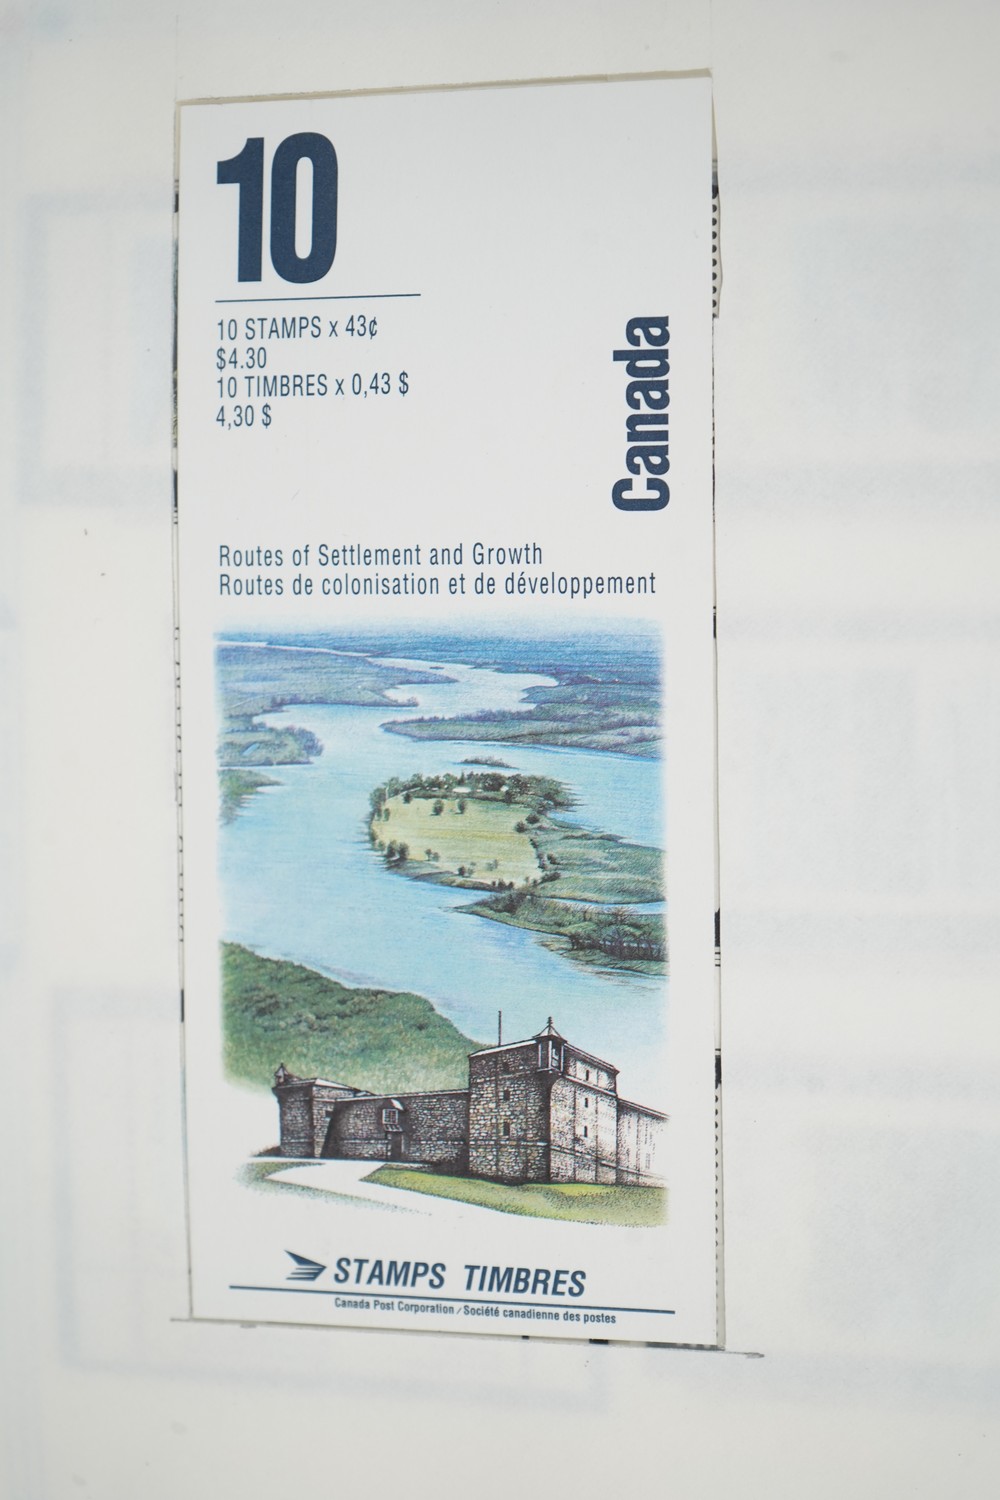 10
10 STAMPS x 43¢
$4.30
10 TIMBRES x 0,43 $
4,30 $
Canada
Routes of Settlement and Growth
Routes de colonisation et de développement
STAMPS TIMBRES
Canada Post Corporation / Société canadienne des postes